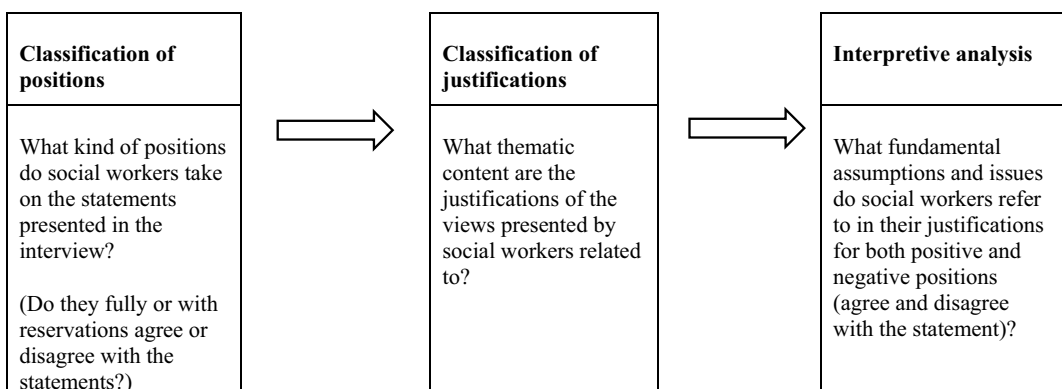 Classification of
positions
What kind of positions
do social workers take
on the statements
presented in the
interview?
(Do they fully or with
reservations agree or
disagree with the
statements?)
Classification of
justifications
What thematic
content are the
justifications of the
views presented by
social workers related
to?
Interpretive analysis
What fundamental
assumptions and issues
do social workers refer
to in their justifications
for both positive and
negative positions
(agree and disagree
with the statement)?